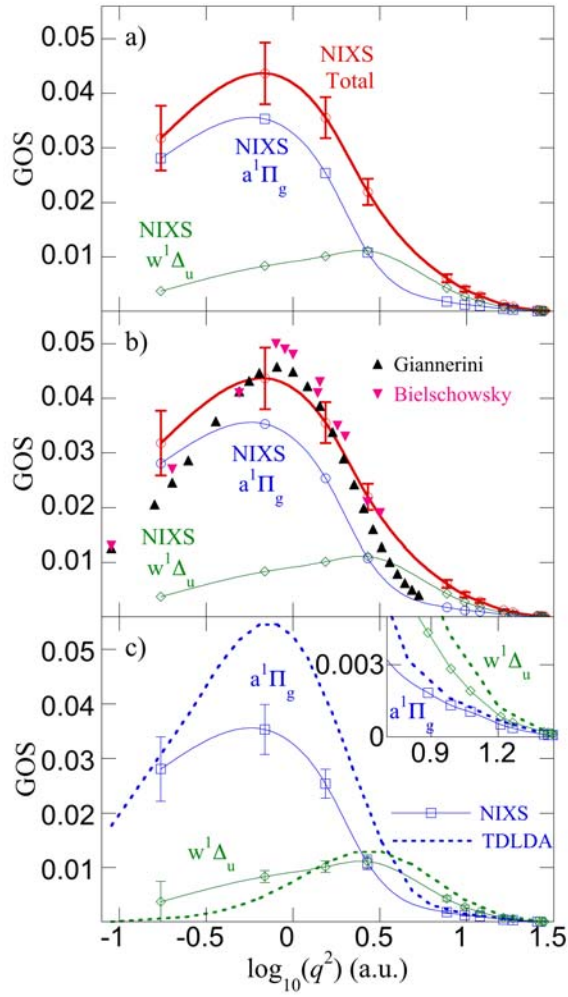 a)
NIXS
Total
0.05
0.04
0.03
0.02
0.01
GOS
NIXS
a¹Πg
NIXS
w¹Δu
b)
0.05
0.04
0.03
0.02
0.01
GOS
▲ Giannerini
▼ Bielschowsky
NIXS
a¹Πg
NIXS
w¹Δu
c)
0.05
0.04
0.03
0.02
0.01
0
GOS
a¹Πg
w¹Δu
0.003
0
w¹Δu
a¹Πg
0.9
1.2
NIXS
TDLDA
-1
-0.5
0
0.5
1.0
1.5
log₁₀(q²) (a.u.)